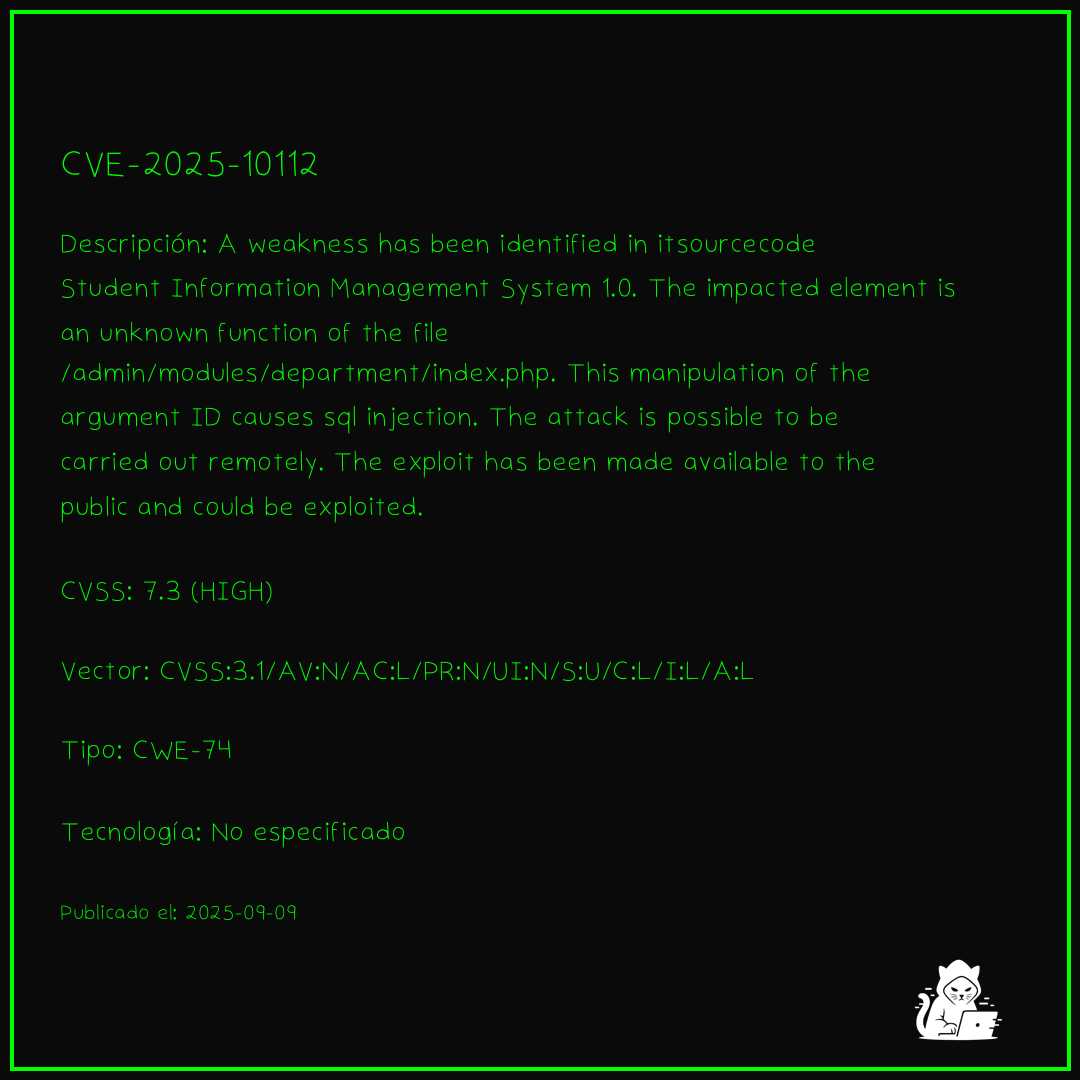 CVE-2025-10112
Descripción: A weakness has been identified in itsourcecode
Student Information Management System 1.0. The impacted element is
an unknown function of the file
/admin/modules/department/index.php. This manipulation of the
argument ID causes sql injection. The attack is possible to be
carried out remotely. The exploit has been made available to the
public and could be exploited.
CVSS: 7.3 (HIGH)
Vector: CVSS:3.1/AV:N/AC:L/PR:N/UI:N/S:U/C:L/I:L/A:L
Tipo: CWE-74
Tecnología: No especificado
Publicado el: 2025-09-09